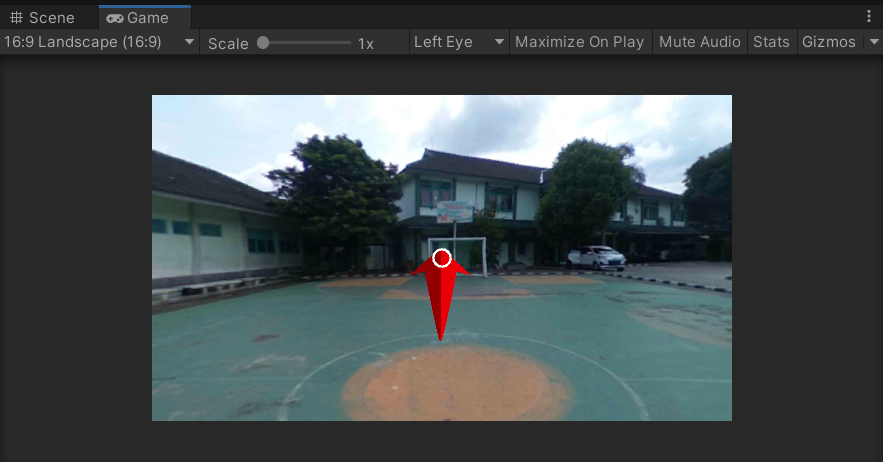 Scene Game
16:9 Landscape (16:9) Scale 1x Left Eye Maximize On Play Mute Audio Stats Gizmos